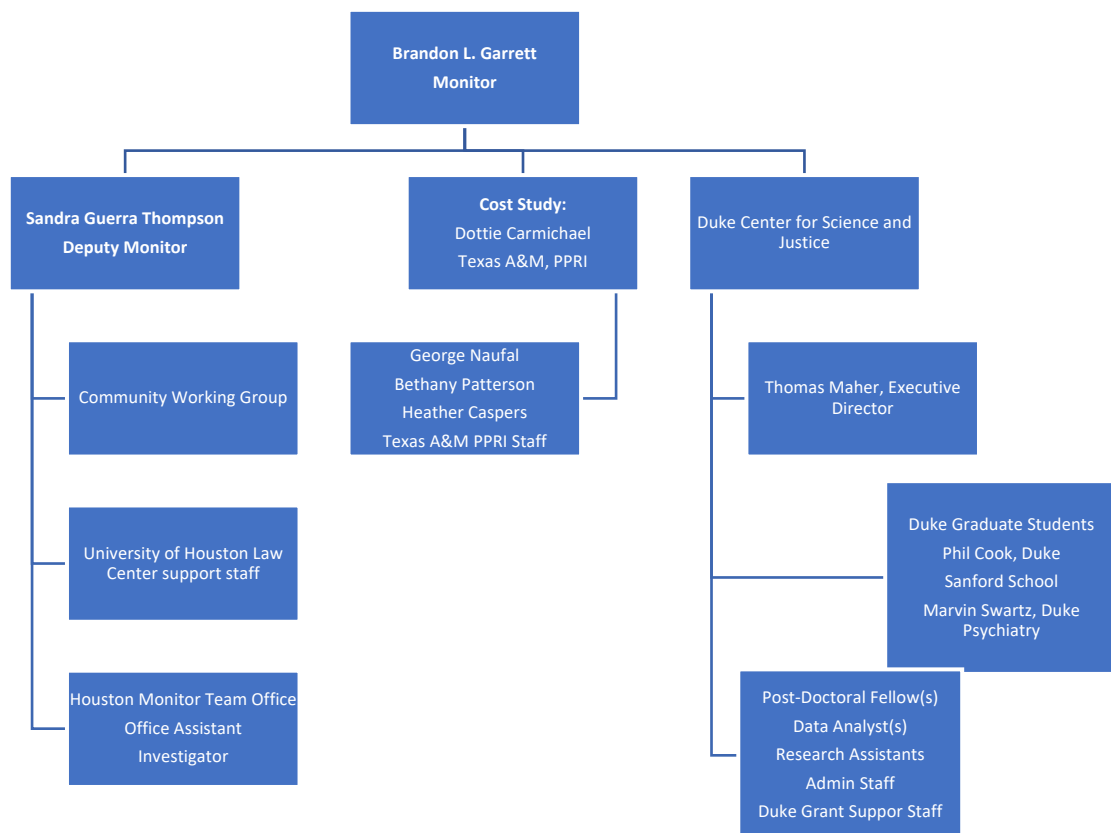 Brandon L. Garrett
Monitor
Sandra Guerra Thompson
Deputy Monitor
Cost Study:
Dottie Carmichael
Texas A&M, PPRI
Duke Center for Science and
Justice
Community Working Group
George Naufal
Bethany Patterson
Heather Caspers
Texas A&M PPRI Staff
Thomas Maher, Executive
Director
University of Houston Law
Center support staff
Duke Graduate Students
Phil Cook, Duke
Sanford School
Marvin Swartz, Duke
Psychiatry
Houston Monitor Team Office
Office Assistant
Investigator
Post-Doctoral Fellow(s)
Data Analyst(s)
Research Assistants
Admin Staff
Duke Grant Suppor Staff